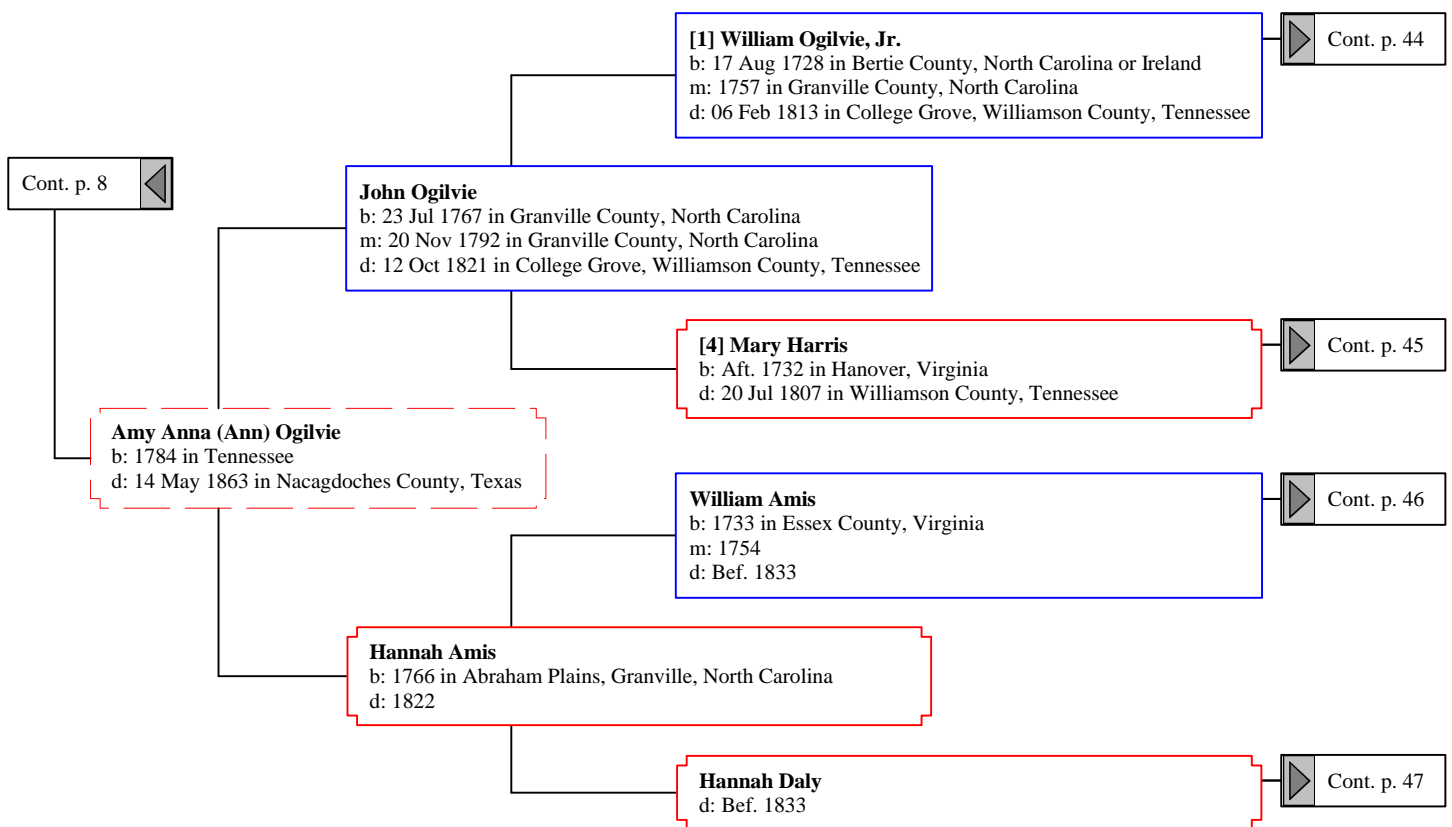 [1] William Ogilvie, Jr.
b: 17 Aug 1728 in Bertie County, North Carolina or Ireland
m: 1757 in Granville County, North Carolina
d: 06 Feb 1813 in College Grove, Williamson County, Tennessee
Cont. p. 44
Cont. p. 8
John Ogilvie
b: 23 Jul 1767 in Granville County, North Carolina
m: 20 Nov 1792 in Granville County, North Carolina
d: 12 Oct 1821 in College Grove, Williamson County, Tennessee
[4] Mary Harris
b: Aft. 1732 in Hanover, Virginia
d: 20 Jul 1807 in Williamson County, Tennessee
Cont. p. 45
Amy Anna (Ann) Ogilvie
b: 1784 in Tennessee
d: 14 May 1863 in Nacagdoches County, Texas
William Amis
b: 1733 in Essex County, Virginia
m: 1754
d: Bef. 1833
Cont. p. 46
Hannah Amis
b: 1766 in Abraham Plains, Granville, North Carolina
d: 1822
Hannah Daly
d: Bef. 1833
Cont. p. 47